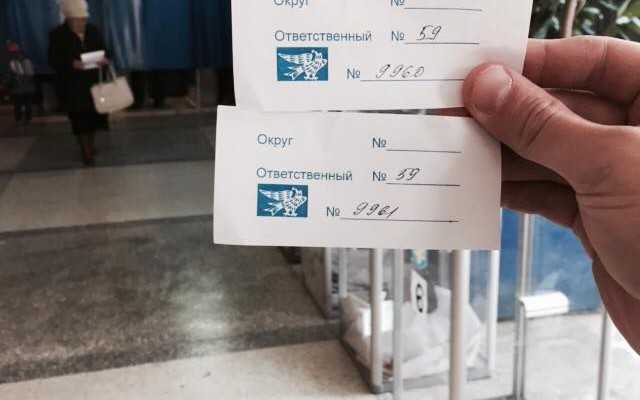 Округ №
Ответственный № 59
№ 9960
Округ №
Ответственный № 59
№ 9961